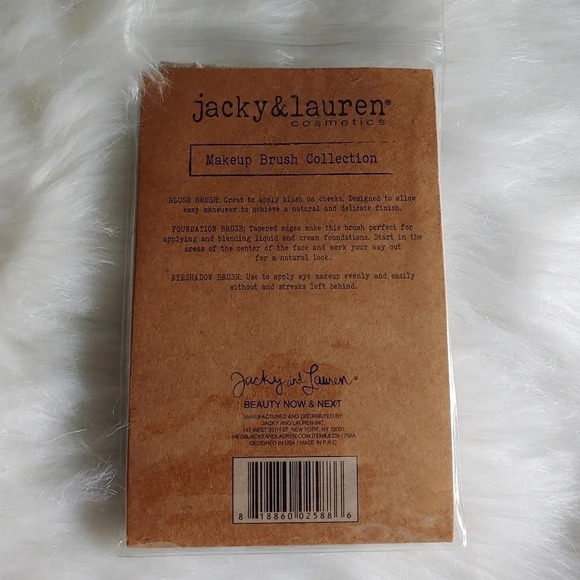 jacky&lauren®
cosmetics
Makeup Brush Collection
BLUSH BRUSH: Great to apply blush on cheeks. Designed to allow
easy maneuver to achieve a natural and delicate finish.
FOUNDATION BRUSH: Tapered edges make this brush perfect for
applying and blending liquid and cream foundations. Start in the
areas of the center of the face and work your way out
for a natural look.
EYESHADOW BRUSH: Use to apply eye makeup evenly and easily
without and streaks left behind.
Jacky and Lauren®
BEAUTY NOW & NEXT
MANUFACTURED AND DISTRIBUTED BY
JACKY AND LAUREN INC.
WEST 35TH ST, NEW YORK, NY 10001
DESIGNED IN USA / MADE IN P.R.C.
8 18860 02588 6